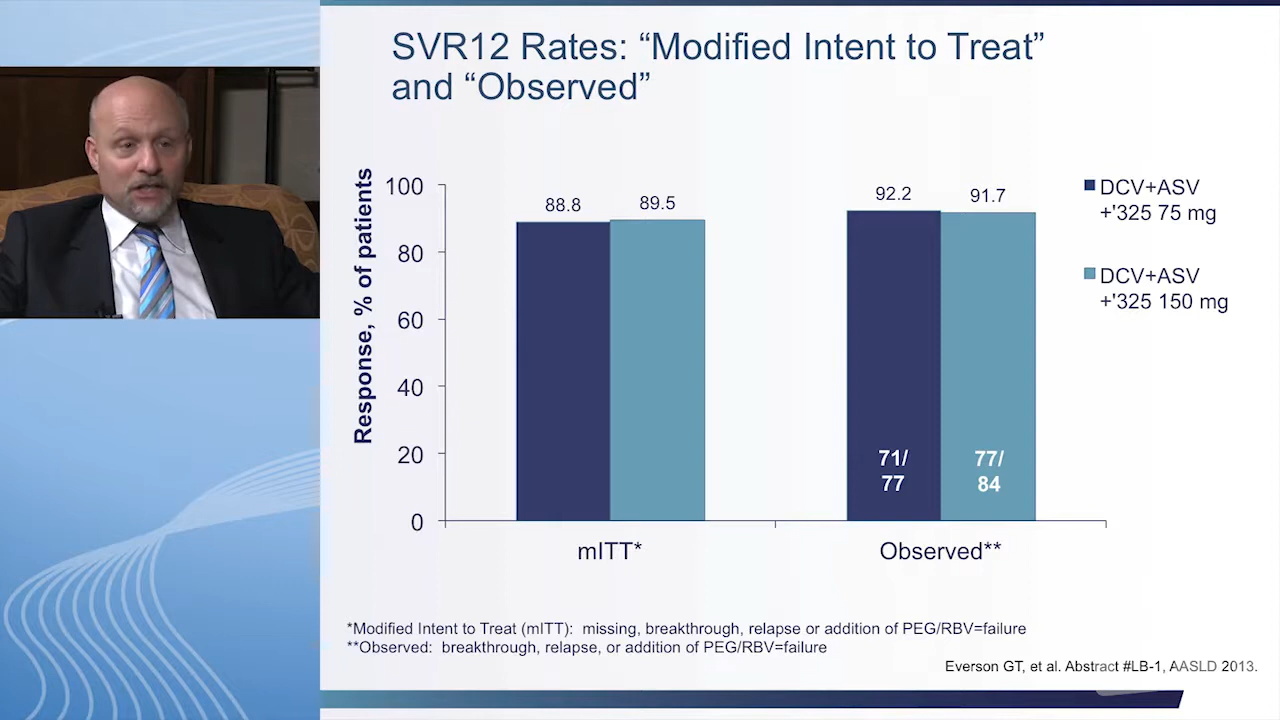 SVR12 Rates: “Modified Intent to Treat”
and “Observed”
Response, % of patients
100
80
60
40
20
0
88.8
89.5
92.2
91.7
71/
77
77/
84
mITT*
Observed**
DCV+ASV
+'325 75 mg
DCV+ASV
+'325 150 mg
*Modified Intent to Treat (mITT): missing, breakthrough, relapse or addition of PEG/RBV=failure
**Observed: breakthrough, relapse, or addition of PEG/RBV=failure
Everson GT, et al. Abstract #LB-1, AASLD 2013.